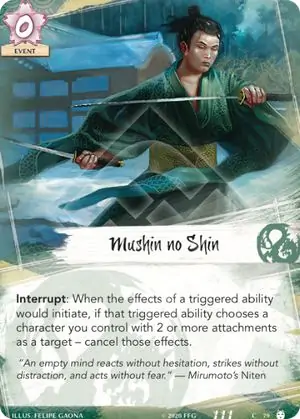 0
EVENT
Mushin no Shin
Interrupt: When the effects of a triggered ability
would initiate, if that triggered ability chooses a
character you control with 2 or more attachments
as a target – cancel those effects.
“An empty mind reacts without hesitation, strikes without
distraction, and acts without fear.” — Mirumoto’s Niten
ILLUS. FELIPE GAONA © 2020 FFG 111 C 79